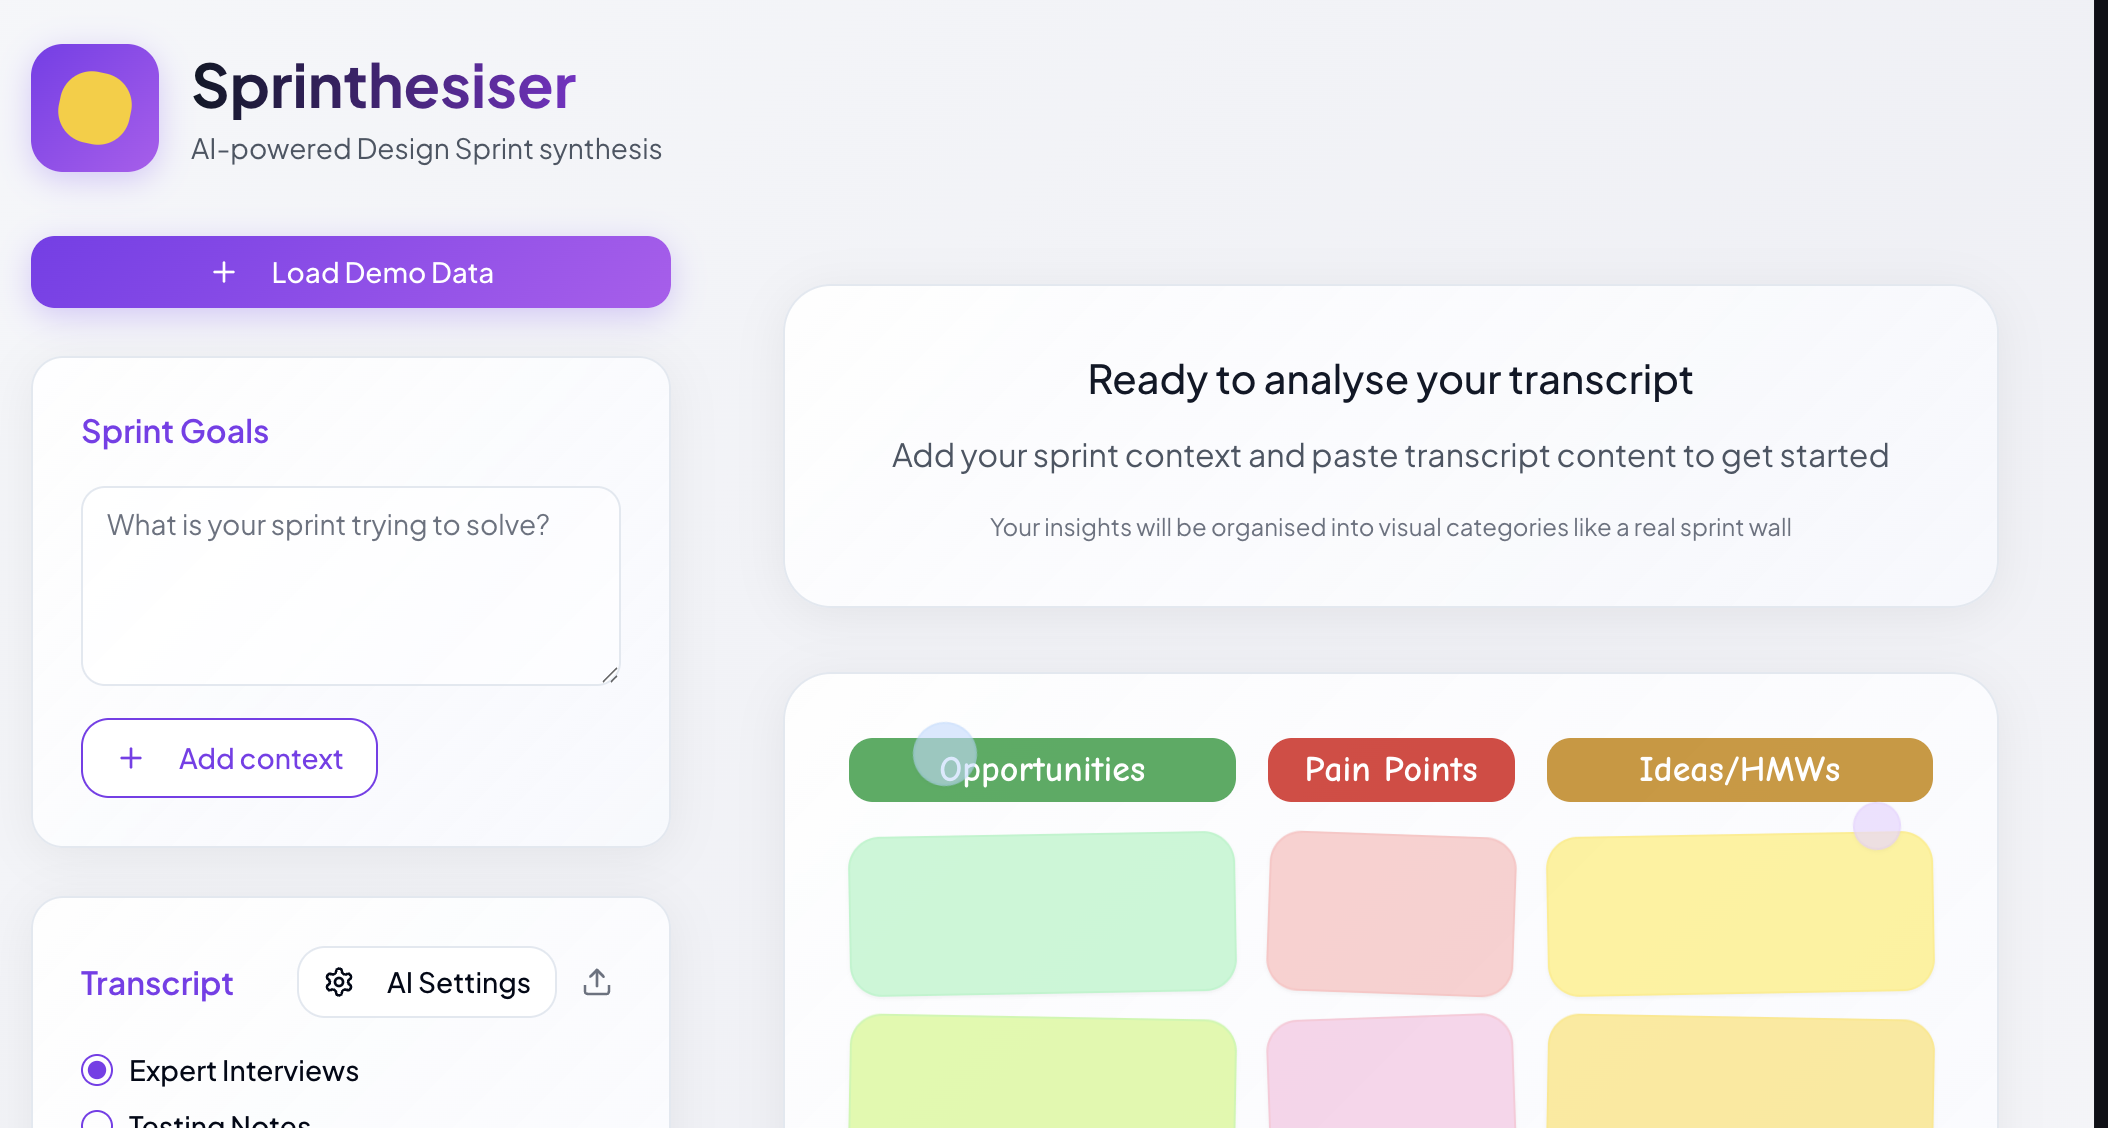 Sprinthesiser
AI-powered Design Sprint synthesis
Load Demo Data
Sprint Goals
What is your sprint trying to solve?
Add context
Transcript
AI Settings
Expert Interviews
Testing Notes
Ready to analyse your transcript
Add your sprint context and paste transcript content to get started
Your insights will be organised into visual categories like a real sprint wall
Opportunities
Pain Points
Ideas/HMWs